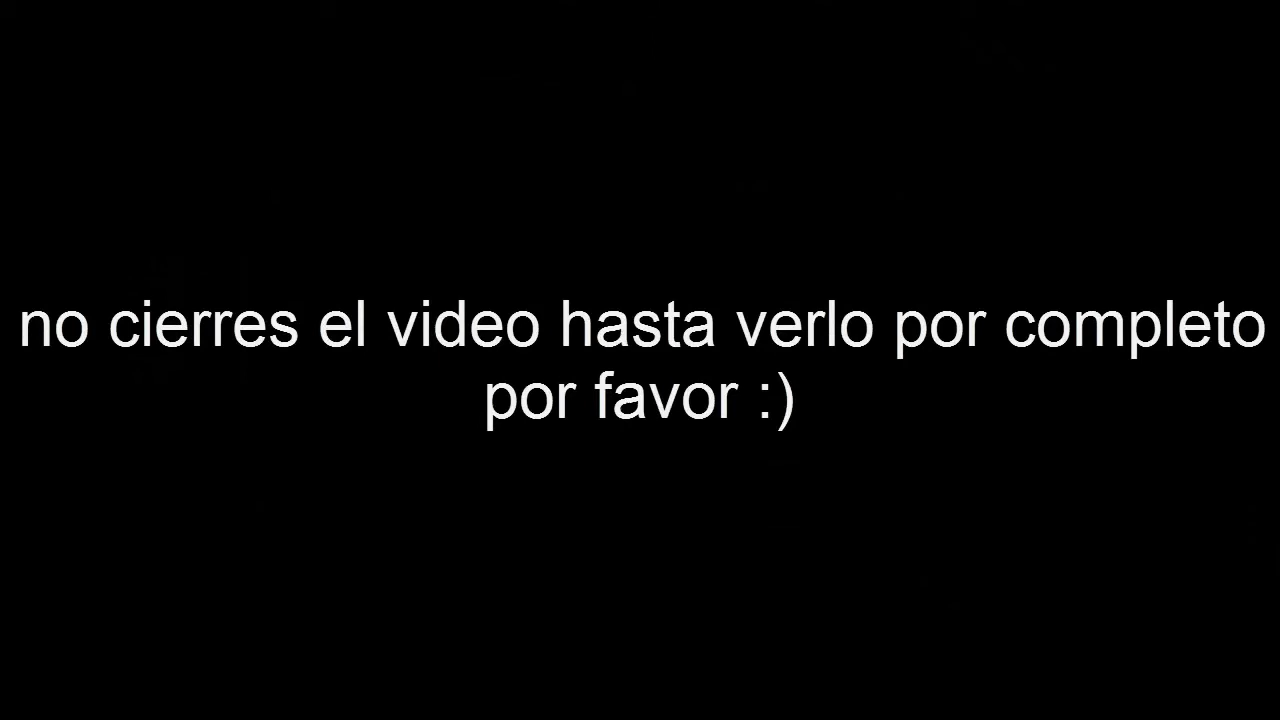 no cierres el video hasta verlo por completo
por favor :)